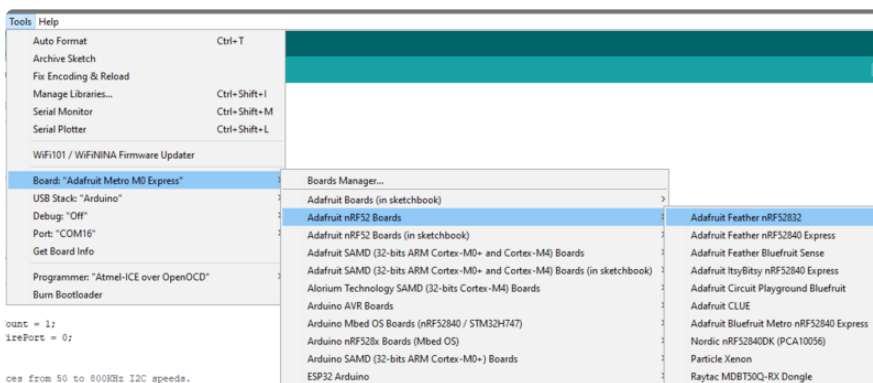 Tools Help
Auto Format Ctrl+T
Archive Sketch
Fix Encoding & Reload
Manage Libraries... Ctrl+Shift+I
Serial Monitor Ctrl+Shift+M
Serial Plotter Ctrl+Shift+L
WiFi101 / WiFiNINA Firmware Updater
Board: "Adafruit Metro M0 Express"
USB Stack: "Arduino"
Debug: "Off"
Port: "COM16"
Get Board Info
Programmer: "Atmel-ICE over OpenOCD"
Burn Bootloader
Boards Manager...
Adafruit Boards (in sketchbook)
Adafruit nRF52 Boards
Adafruit nRF52 Boards (in sketchbook)
Adafruit SAMD (32-bits ARM Cortex-M0+ and Cortex-M4) Boards
Adafruit SAMD (32-bits ARM Cortex-M0+ and Cortex-M4) Boards (in sketchbook)
Alorium Technology SAMD (32-bits Cortex-M4) Boards
Arduino AVR Boards
Arduino Mbed OS Boards (nRF52840 / STM32H747)
Arduino nRF528x Boards (Mbed OS)
Arduino SAMD (32-bits ARM Cortex-M0+) Boards
ESP32 Arduino
Adafruit Feather nRF52832
Adafruit Feather nRF52840 Express
Adafruit Feather Bluefruit Sense
Adafruit ItsyBitsy nRF52840 Express
Adafruit Circuit Playground Bluefruit
Adafruit CLUE
Adafruit Bluefruit Metro nRF52840 Express
Nordic nRF52840DK (PCA10056)
Particle Xenon
Raytac MDBT50Q-RX Dongle
ount = 1;
irePort = 0;
ces from 50 to 800KHz I2C speeds.